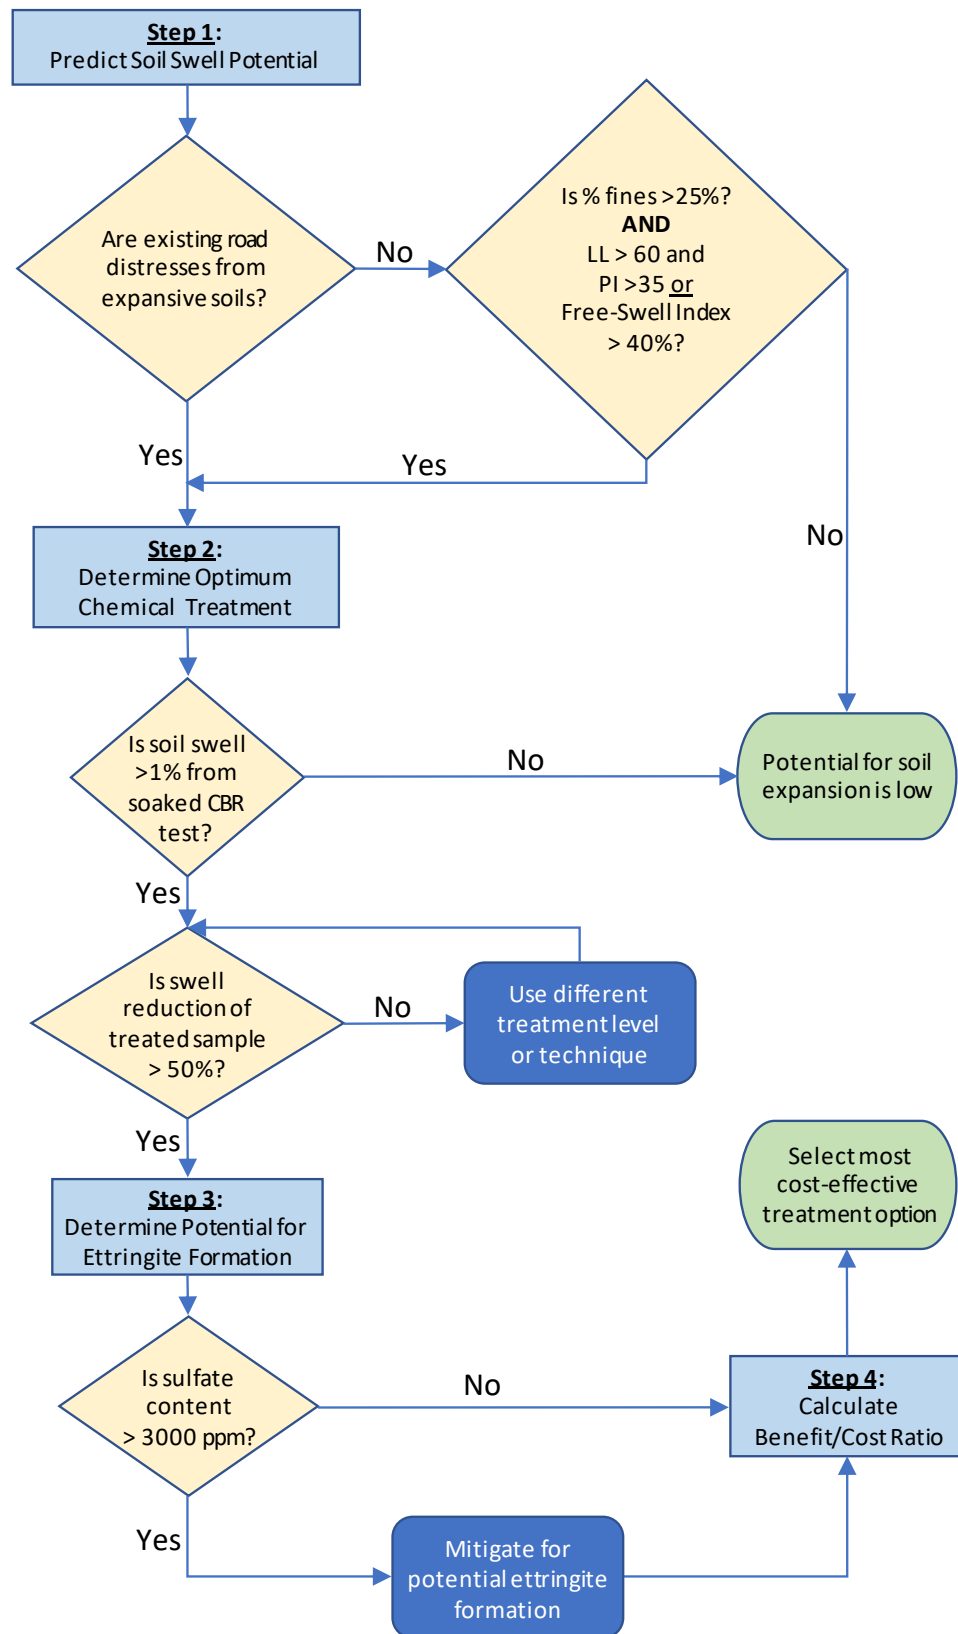 Step 1:
Predict Soil Swell Potential
Are existing road
distresses from
expansive soils?
No
Is % fines >25%?
AND
LL > 60 and
PI >35 or
Free-Swell Index
> 40%?
Yes
Yes
No
Step 2:
Determine Optimum
Chemical Treatment
Is soil swell
>1% from
soaked CBR
test?
No
Potential for soil
expansion is low
Yes
Is swell
reduction of
treated sample
> 50%?
No
Use different
treatment level
or technique
Yes
Select most
cost-effective
treatment option
Step 3:
Determine Potential for
Ettringite Formation
Is sulfate
content
> 3000 ppm?
No
Step 4:
Calculate
Benefit/Cost Ratio
Yes
Mitigate for
potential ettringite
formation